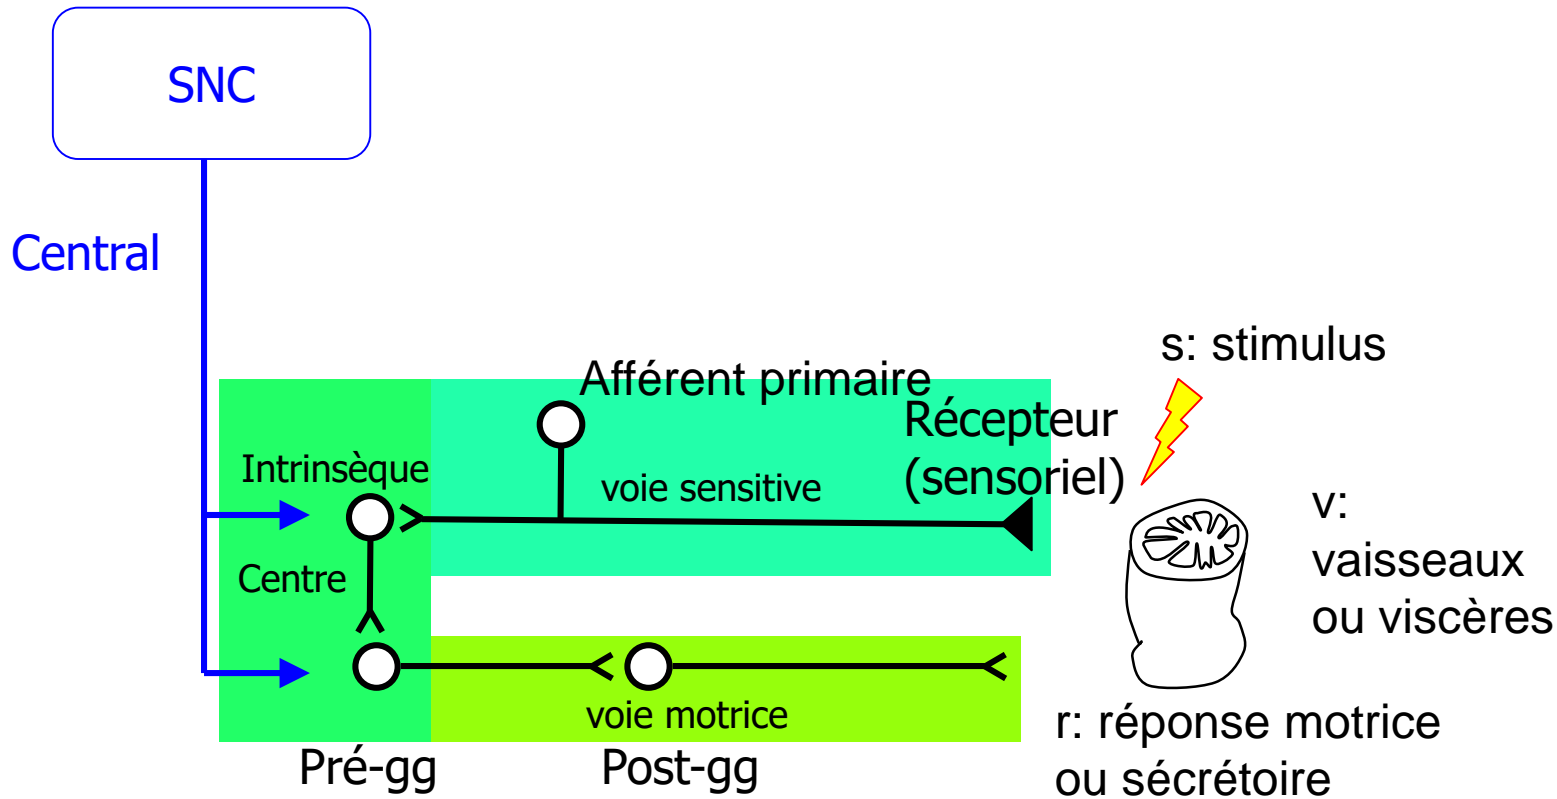 SNC
Central
s: stimulus
Afférent primaire
Récepteur
(sensoriel)
Intrinsèque
voie sensitive
v:
vaisseaux
ou viscères
Centre
voie motrice
r: réponse motrice
ou sécrétoire
Pré-gg
Post-gg